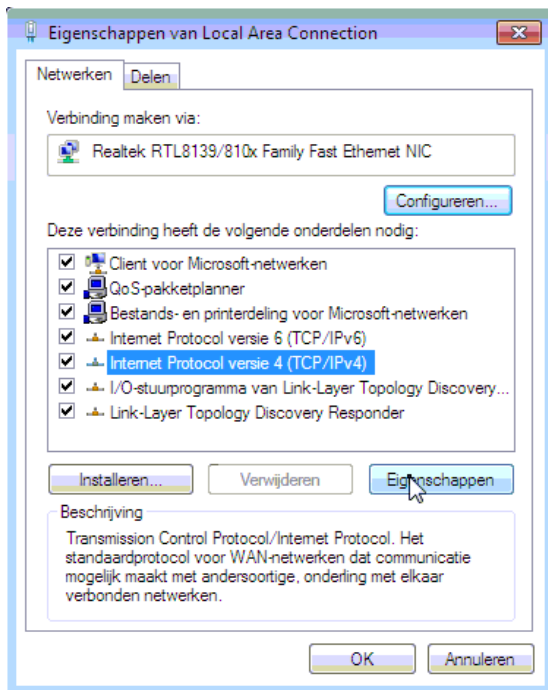 Eigenschappen van Local Area Connection
Netwerken Delen
Verbinding maken via:
Realtek RTL8139/810x Family Fast Ethernet NIC
Configureren...
Deze verbinding heeft de volgende onderdelen nodig:
Client voor Microsoft-netwerken
QoS-pakketplanner
Bestands- en printerdeling voor Microsoft-netwerken
Internet Protocol versie 6 (TCP/IPv6)
Internet Protocol versie 4 (TCP/IPv4)
I/O-stuurprogramma van Link-Layer Topology Discovery...
Link-Layer Topology Discovery Responder
Installeren... Verwijderen Eigenschappen
Beschrijving
Transmission Control Protocol/Internet Protocol. Het
standaardprotocol voor WAN-netwerken dat communicatie
mogelijk maakt met andersoortige, onderling met elkaar
verbonden netwerken.
OK Annuleren